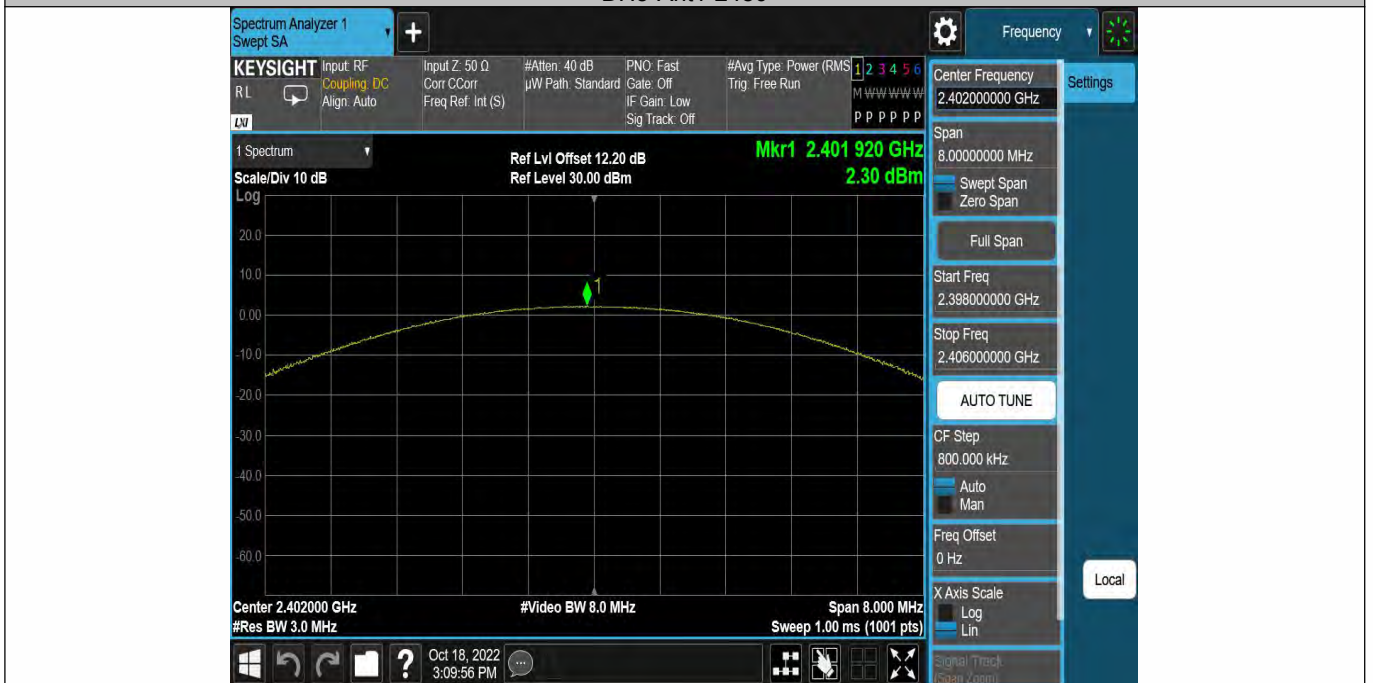 Spectrum Analyzer 1
Swept SA
+
Frequency
KEYSIGHT
RL
LXI
Input: RF
Coupling: DC
Align: Auto
Input Z: 50 Ω
Corr CCorr
Freq Ref: Int (S)
#Atten: 40 dB
µW Path: Standard
PNO: Fast
Gate: Off
IF Gain: Low
Sig Track: Off
#Avg Type: Power (RMS
Trig: Free Run
1 2 3 4 5 6
M W W W W W
P P P P P P
1 Spectrum
Scale/Div 10 dB
Ref Lvl Offset 12.20 dB
Ref Level 30.00 dBm
Mkr1 2.401 920 GHz
2.30 dBm
Log
20.0
10.0
0.00
-10.0
-20.0
-30.0
-40.0
-50.0
-60.0
1
Center 2.402000 GHz
#Res BW 3.0 MHz
#Video BW 8.0 MHz
Span 8.000 MHz
Sweep 1.00 ms (1001 pts)
Center Frequency
2.402000000 GHz
Settings
Span
8.00000000 MHz
Swept Span
Zero Span
Full Span
Start Freq
2.398000000 GHz
Stop Freq
2.406000000 GHz
AUTO TUNE
CF Step
800.000 kHz
Auto
Man
Freq Offset
0 Hz
X Axis Scale
Log
Lin
Local
Signal Track
(Span Zoom)
?
Oct 18, 2022
3:09:56 PM